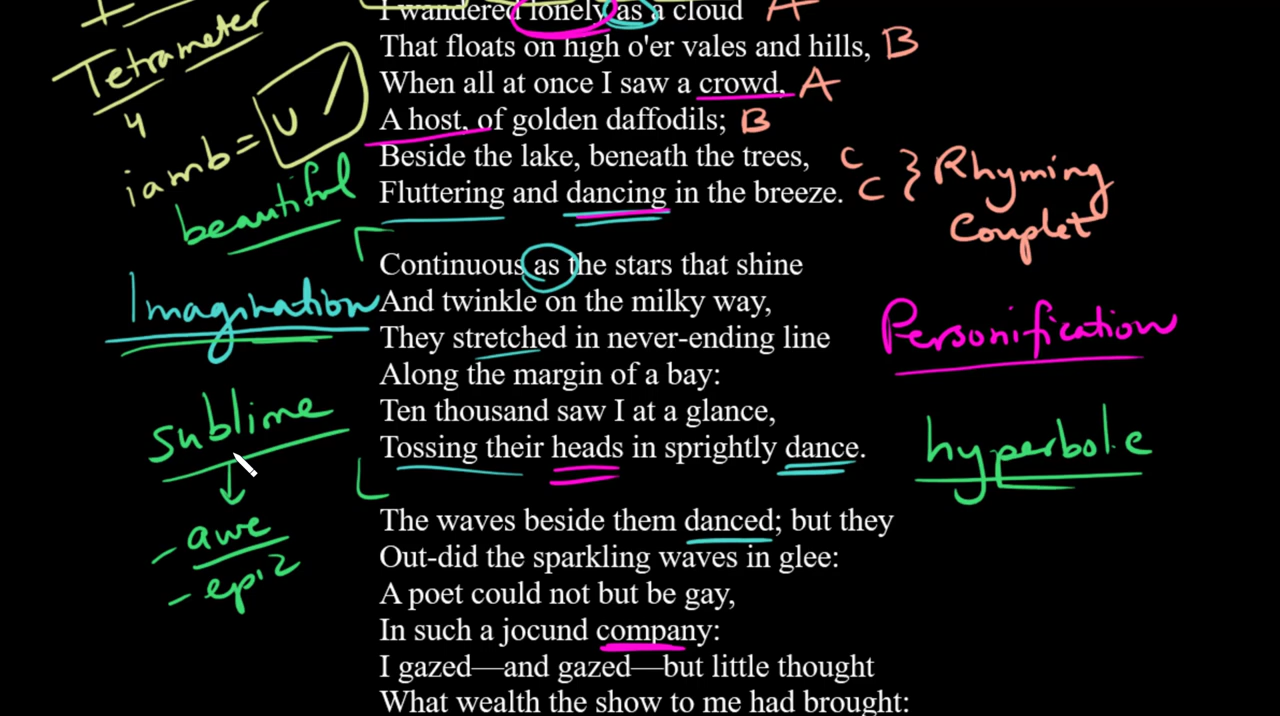 I wandered lonely as a cloud A
That floats on high o'er vales and hills, B
When all at once I saw a crowd, A
A host, of golden daffodils; B
Beside the lake, beneath the trees, C
Fluttering and dancing in the breeze. C } Rhyming Couplet
Continuous as the stars that shine
And twinkle on the milky way,
They stretched in never-ending line
Along the margin of a bay:
Ten thousand saw I at a glance,
Tossing their heads in sprightly dance.
The waves beside them danced; but they
Out-did the sparkling waves in glee:
A poet could not but be gay,
In such a jocund company:
I gazed—and gazed—but little thought
What wealth the show to me had brought:
Tetrameter
4
iamb = U /
beautiful
Imagination
sublime
- awe
- epic
Personification
hyperbole